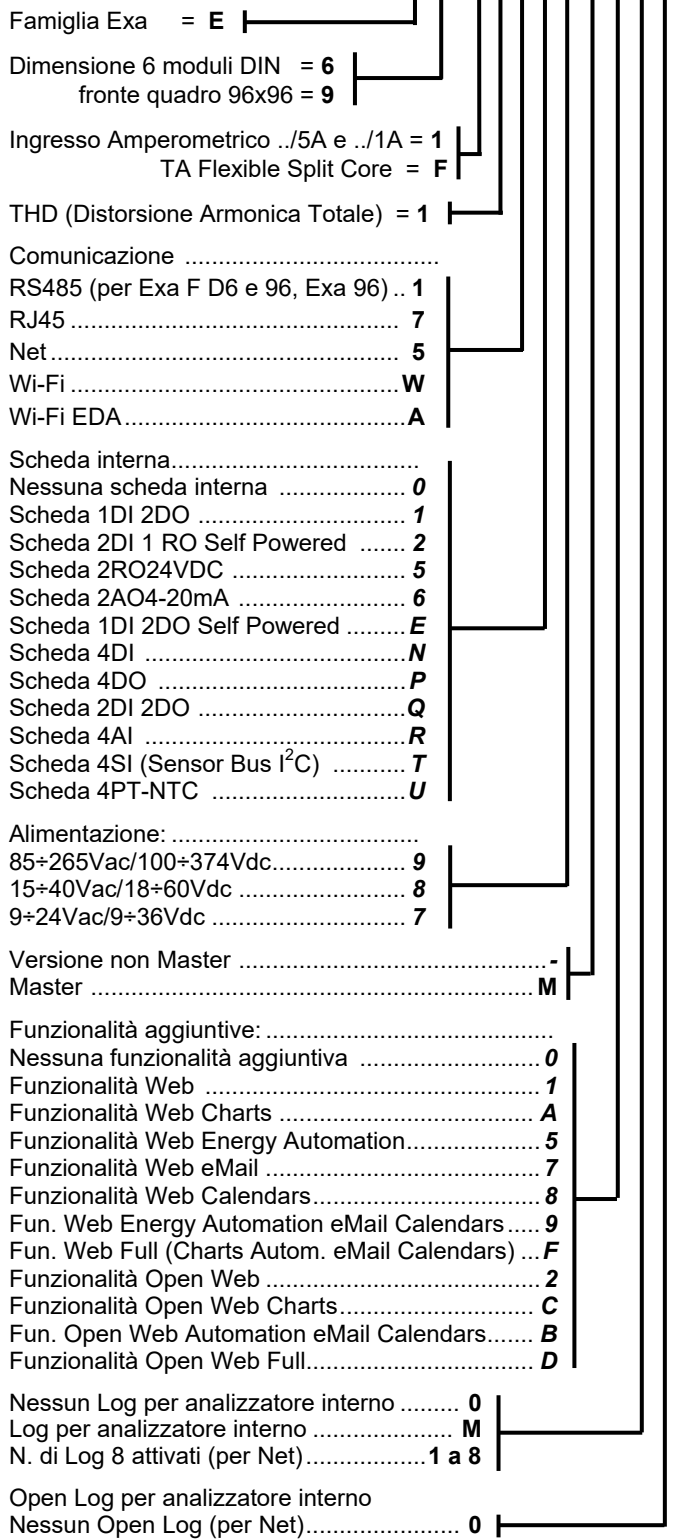 Famiglia Exa = E
Dimensione 6 moduli DIN = 6
fronte quadro 96x96 = 9
Ingresso Amperometrico ../5A e ../1A = 1
TA Flexible Split Core = F
THD (Distorsione Armonica Totale) = 1
Comunicazione ......................................
RS485 (per Exa F D6 e 96, Exa 96) .. 1
RJ45 ................................................. 7
Net .................................................... 5
Wi-Fi .................................................. W
Wi-Fi EDA .......................................... A
Scheda interna.....................................
Nessuna scheda interna .................... 0
Scheda 1DI 2DO ................................ 1
Scheda 2DI 1 RO Self Powered ....... 2
Scheda 2RO24VDC ........................... 5
Scheda 2AO4-20mA .......................... 6
Scheda 1DI 2DO Self Powered ......... E
Scheda 4DI ........................................ N
Scheda 4DO ....................................... P
Scheda 2DI 2DO ............................... Q
Scheda 4AI ........................................ R
Scheda 4SI (Sensor Bus I²C) ........... T
Scheda 4PT-NTC ............................. U
Alimentazione: .....................................
85÷265Vac/100÷374Vdc..................... 9
15÷40Vac/18÷60Vdc .......................... 8
9÷24Vac/9÷36Vdc .............................. 7
Versione non Master .............................................. -
Master .................................................................. M
Funzionalità aggiuntive: ...........................................
Nessuna funzionalità aggiuntiva ........................... 0
Funzionalità Web ................................................... 1
Funzionalità Web Charts ....................................... A
Funzionalità Web Energy Automation.................... 5
Funzionalità Web eMail .......................................... 7
Funzionalità Web Calendars.................................. 8
Fun. Web Energy Automation eMail Calendars ..... 9
Fun. Web Full (Charts Autom. eMail Calendars) ... F
Funzionalità Open Web ......................................... 2
Funzionalità Open Web Charts............................. C
Fun. Open Web Automation eMail Calendars....... B
Funzionalità Open Web Full.................................. D
Nessun Log per analizzatore interno ......... 0
Log per analizzatore interno ..................... M
N. di Log 8 attivati (per Net)..................1 a 8
Open Log per analizzatore interno
Nessun Open Log (per Net)....................... 0